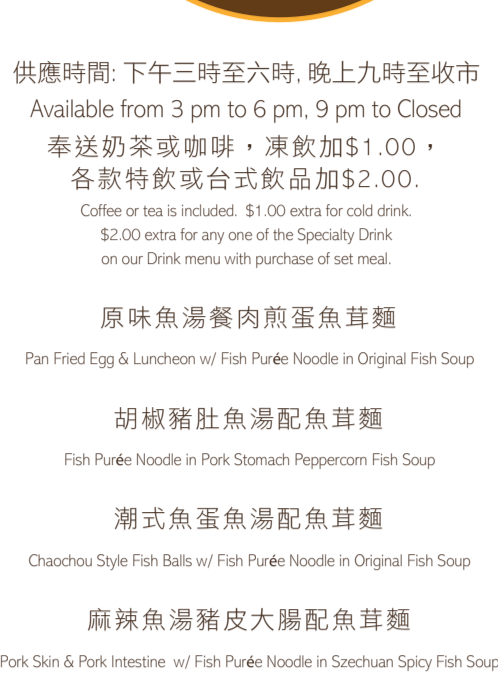 供應時間: 下午三時至六時, 晚上九時至收市
Available from 3 pm to 6 pm, 9 pm to Closed
奉送奶茶或咖啡，凍飲加$1.00，
各款特飲或台式飲品加$2.00.
Coffee or tea is included. $1.00 extra for cold drink.
$2.00 extra for any one of the Specialty Drink
on our Drink menu with purchase of set meal.
原味魚湯餐肉煎蛋魚茸麵
Pan Fried Egg & Luncheon w/ Fish Purée Noodle in Original Fish Soup
胡椒豬肚魚湯配魚茸麵
Fish Purée Noodle in Pork Stomach Peppercorn Fish Soup
潮式魚蛋魚湯配魚茸麵
Chaochou Style Fish Balls w/ Fish Purée Noodle in Original Fish Soup
麻辣魚湯豬皮大腸配魚茸麵
Pork Skin & Pork Intestine w/ Fish Purée Noodle in Szechuan Spicy Fish Soup